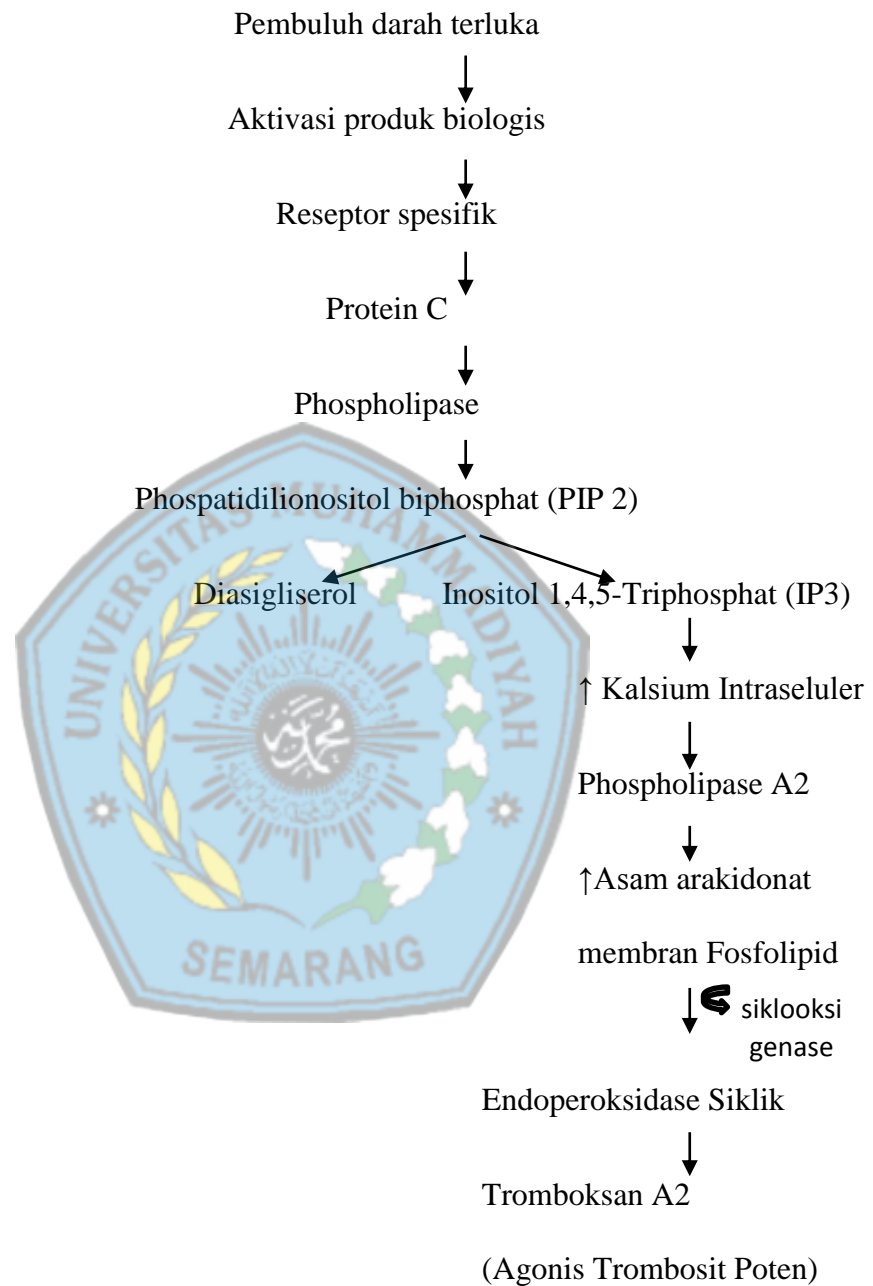 Pembuluh darah terluka
Aktivasi produk biologis
Reseptor spesifik
Protein C
Phospholipase
Phospatidilionositol biphosphat (PIP 2)
Diasigliserol Inositol 1,4,5-Triphosphat (IP3)
↑ Kalsium Intraseluler
Phospholipase A2
↑Asam arakidonat
membran Fosfolipid
siklooksi
genase
Endoperoksidase Siklik
Tromboksan A2
(Agonis Trombosit Poten)
UNIVERSITAS MUHAMMADIYAH
SEMARANG